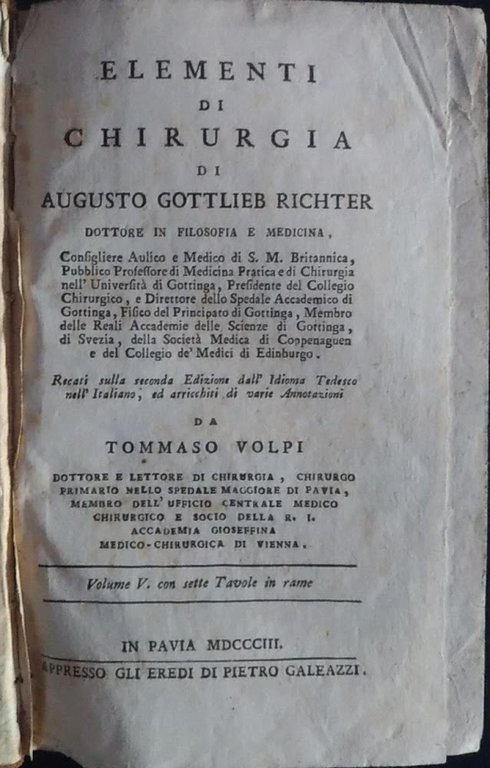 ELEMENTI
DI
CHIRURGIA
DI
AUGUSTO GOTTLIEB RICHTER
DOTTORE IN FILOSOFIA E MEDICINA,
Configliere Aulico e Medico di S. M. Britannica,
Pubblico Profeſſore di Medicina Pratica e di Chirurgia
nell' Univerſità di Gottinga, Preſidente del Collegio
Chirurgico, e Direttore dello Spedale Accademico di
Gottinga, Fiſico del Principato di Gottinga, Membro
delle Reali Accademie delle Scienze di Gottinga,
di Svezia, della Società Medica di Coppenaguen
e del Collegio de' Medici di Edinburgo.
Recati sulla seconda Edizione dall' Idioma Tedesco
nell' Italiano, ed arricchiti di varie Annotazioni
DA
TOMMASO VOLPI
DOTTORE E LETTORE DI CHIRURGIA, CHIRURGO
PRIMARIO NELLO SPEDALE MAGGIORE DI PAVIA,
MEMBRO DELL' UFFICIO CENTRALE MEDICO
CHIRURGICO E SOCIO DELLA R. I.
ACCADEMIA GIOSEFFINA
MEDICO-CHIRURGICA DI VIENNA.
Volume V. con sette Tavole in rame
IN PAVIA MDCCCIII.
APPRESSO GLI EREDI DI PIETRO GALEAZZI.